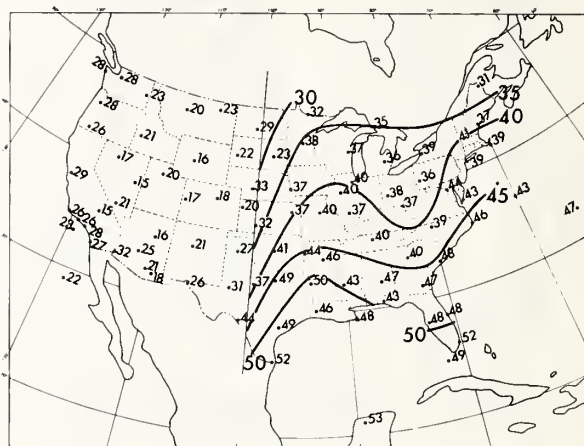 28 .28 .23 .20 .23 30 .32 .31 35
.28 .29 .38 35 .37 40
.26 .21 .16 .22 .23 .37 .36 .39 .41 .39
.17 .20 .39
.29 .15 .17 .18 .33 .37 .40 .40 .38 .36 .44 .43 .43 .47
.15 .21 .20 .37 .40 .37 .37 45
26 .26 .16 .32 .40 .39 .46
28 .28 .25 .21 .27 .41 .44 .46 .40 .48
.27 .32 .21
.22 .18 .26 .31 .37 .49 .50 .43 .47 .47
.44 .49 .46 .48 .43 .48 .48
50 .52 50 .52
.49
.53